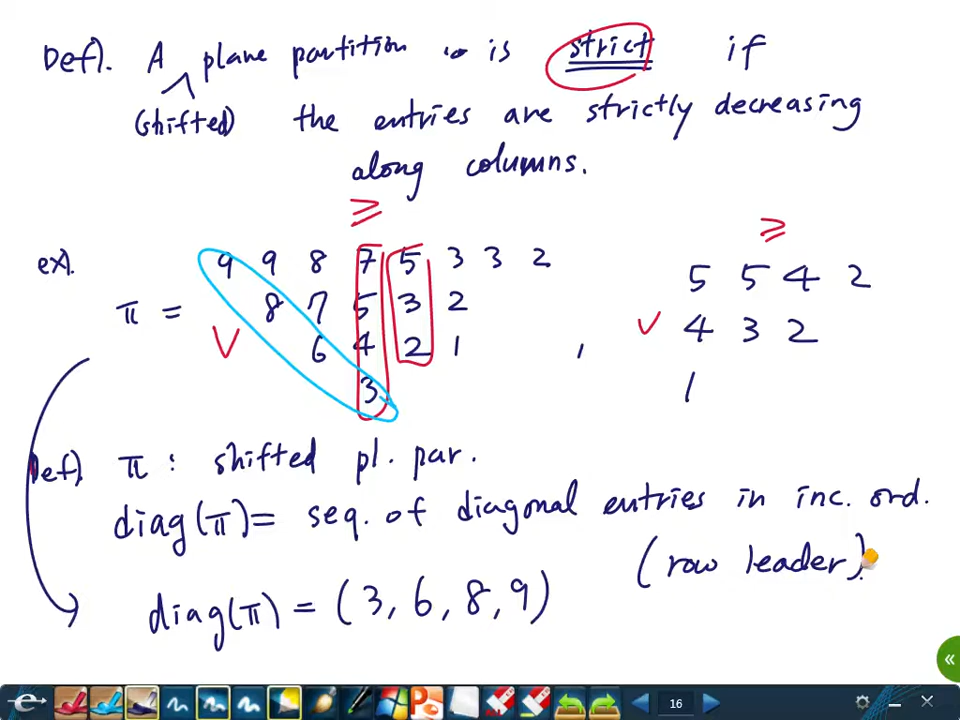 Def). A plane partition is strict if
(shifted) the entries are strictly decreasing
along columns.
≥ ≥
ex). 9 9 8 7 5 3 3 2 5 5 4 2
π = 8 7 5 3 2 ∨ 4 3 2
∨ 6 4 2 1 , 1
3
Def). π : shifted pl. par.
diag(π) = seq. of diagonal entries in inc. ord.
(row leader)
diag(π) = (3, 6, 8, 9)
«
16